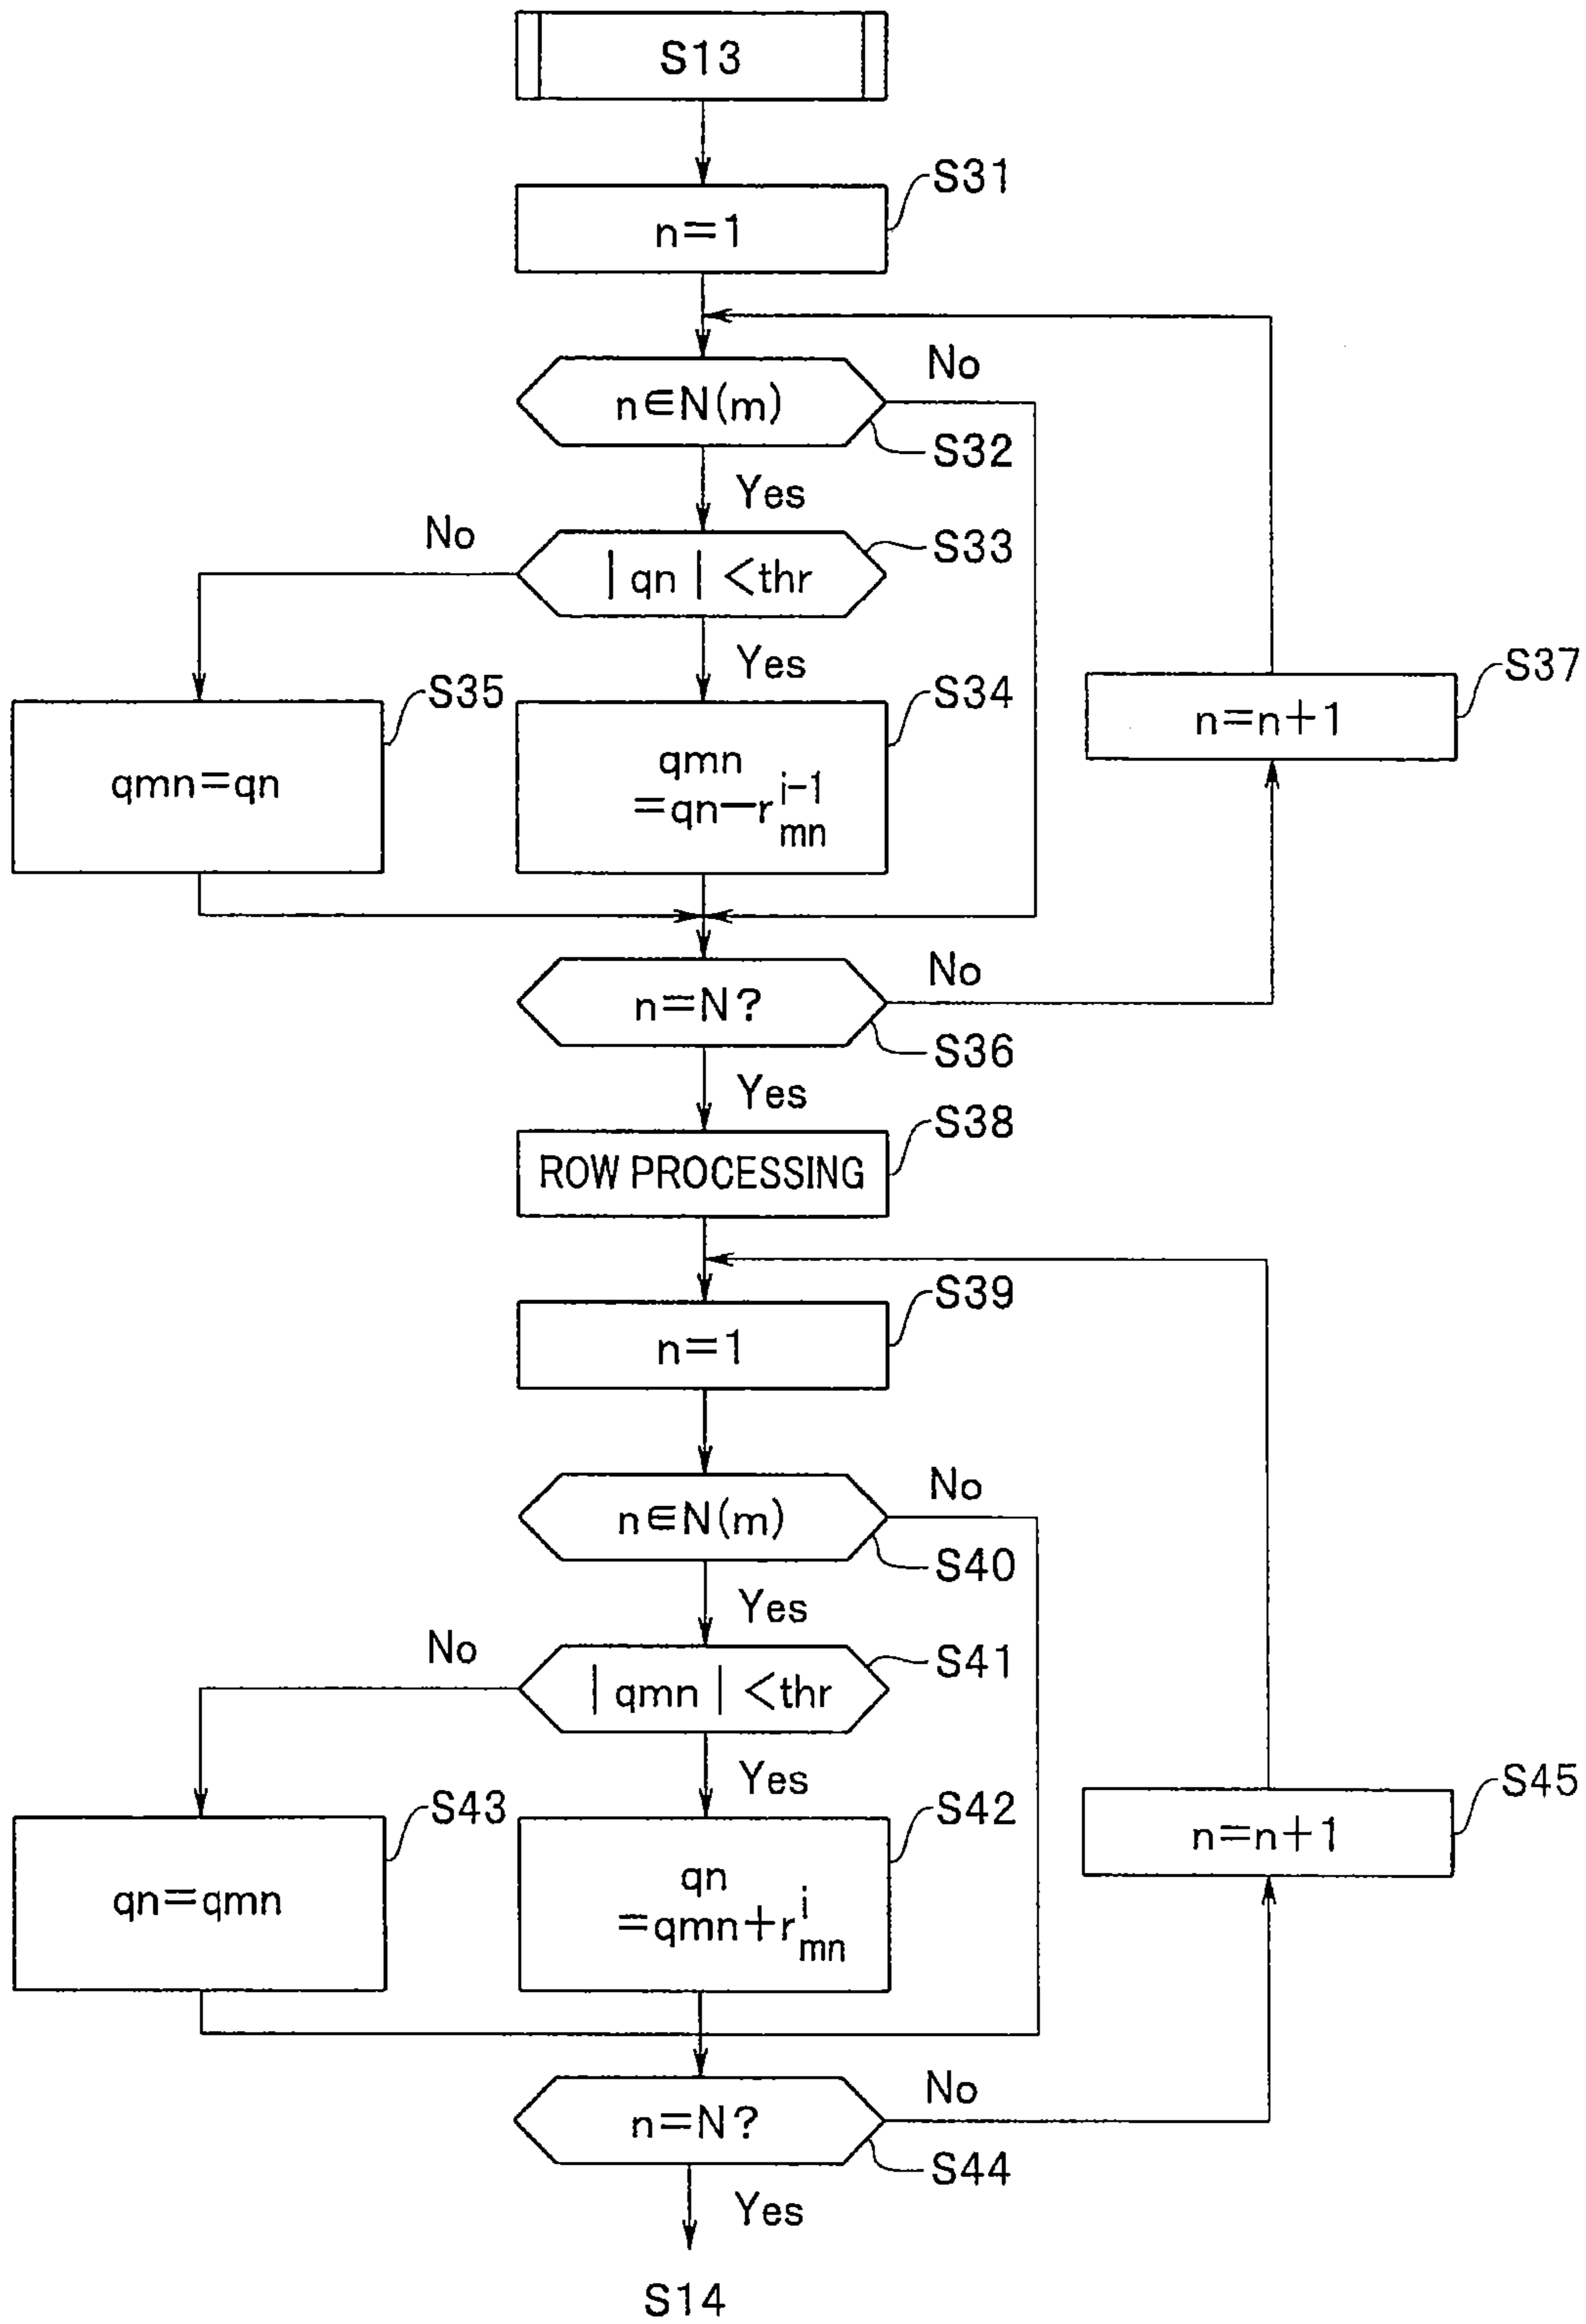 S13
S31
n=1
No
n∈N(m)
S32
Yes
No
S33
|qn|<thr
Yes
S35
S34
S37
qmn=qn
qmn
=qn−r^{i−1}_{mn}
n=n+1
No
n=N?
S36
Yes
S38
ROW PROCESSING
S39
n=1
No
n∈N(m)
S40
Yes
No
S41
|qmn|<thr
Yes
S43
S42
S45
qn=qmn
qn
=qmn+r^{i}_{mn}
n=n+1
No
n=N?
S44
Yes
S14